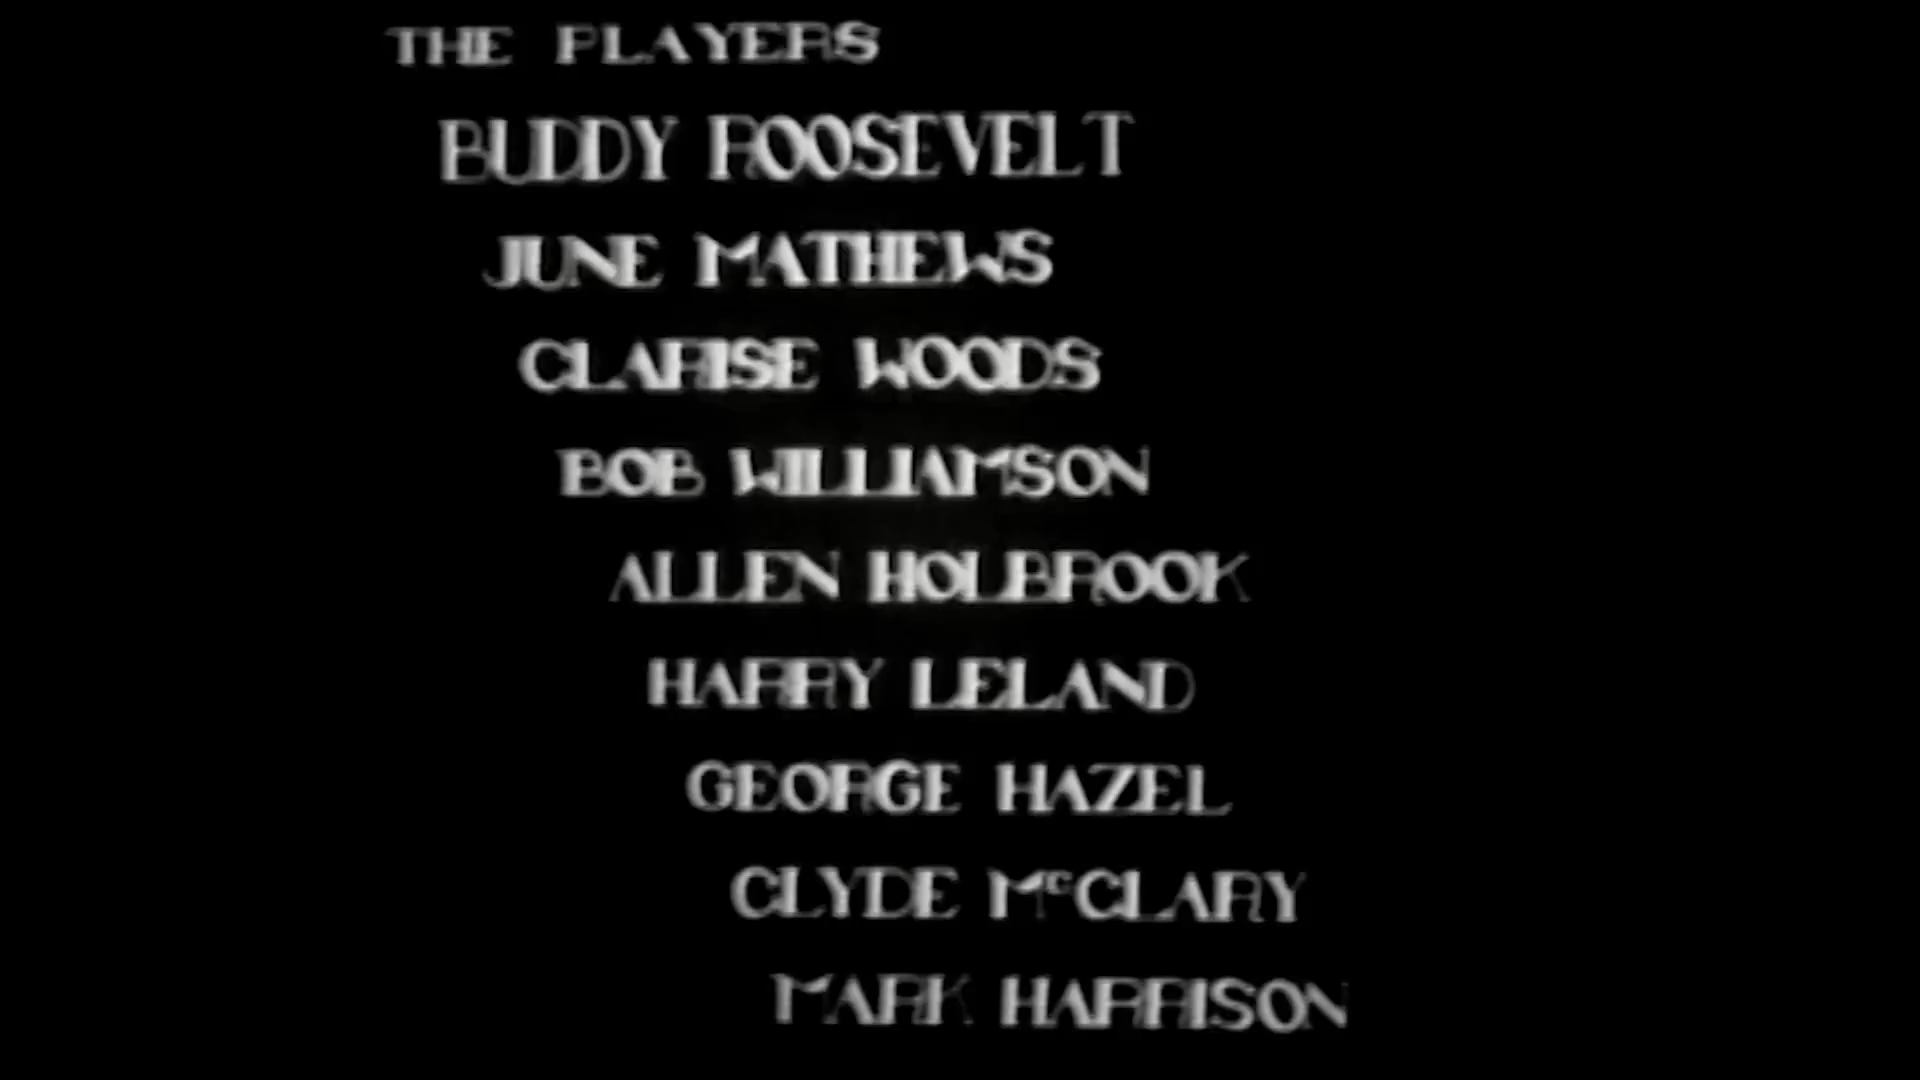 THE PLAYERS
BUDDY ROOSEVELT
JUNE MATHEWS
CLARISE WOODS
BOB WILLIAMSON
ALLEN HOLBROOK
HARRY LELAND
GEORGE HAZEL
CLYDE McCLARY
MARK HARRISON